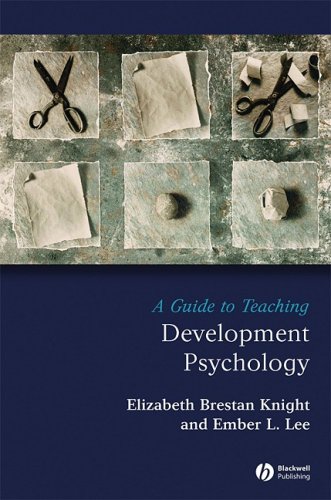 A Guide to Teaching
Development
Psychology
Elizabeth Brestan Knight
and Ember L. Lee
Blackwell
Publishing